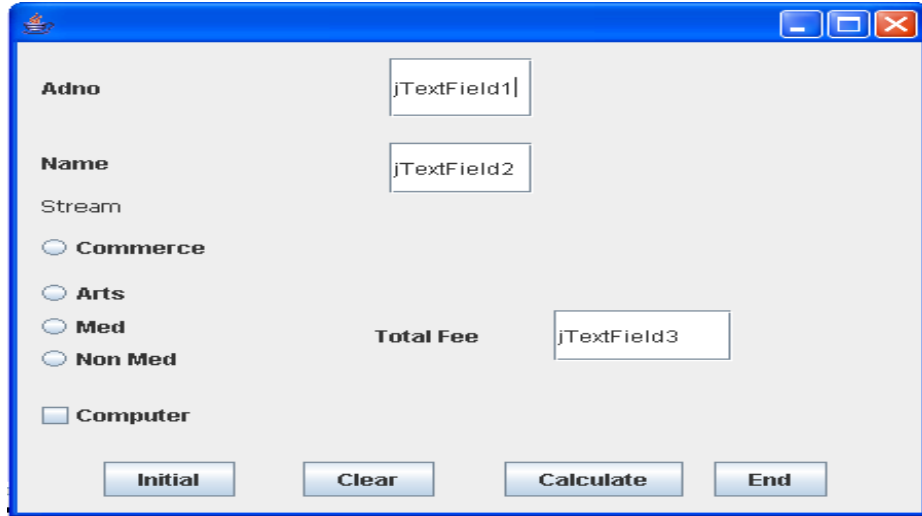 Adno jTextField1
Name jTextField2
Stream
Commerce
Arts
Med
Total Fee jTextField3
Non Med
Computer
Initial Clear Calculate End